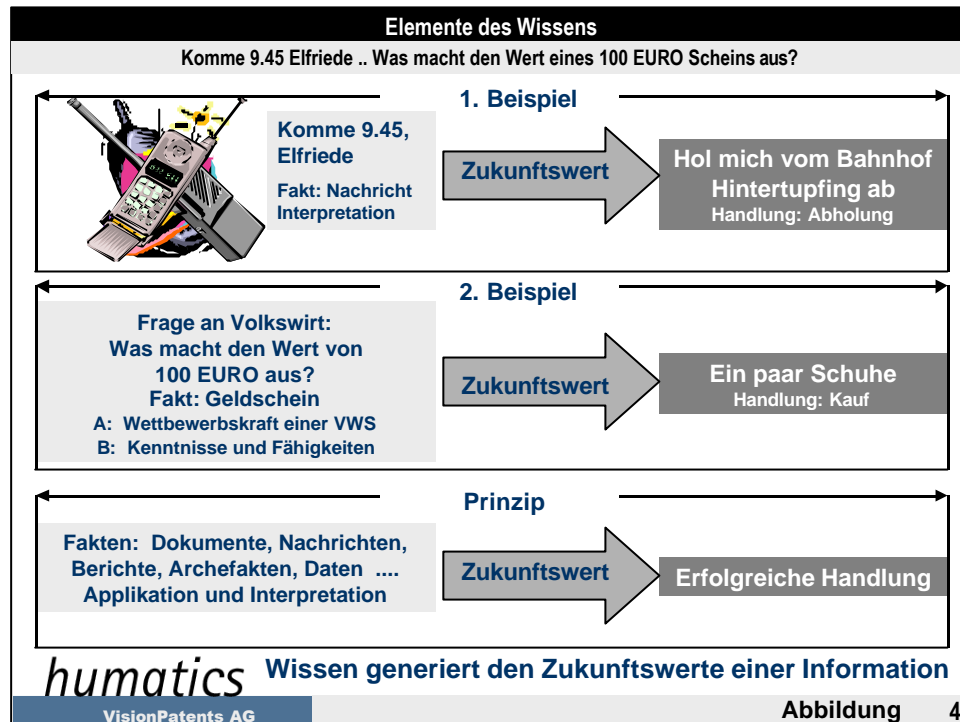 Elemente des Wissens
Komme 9.45 Elfriede .. Was macht den Wert eines 100 EURO Scheins aus?
1. Beispiel
Komme 9.45,
Elfriede
Fakt: Nachricht
Interpretation
Zukunftswert
Hol mich vom Bahnhof
Hintertupfing ab
Handlung: Abholung
2. Beispiel
Frage an Volkswirt:
Was macht den Wert von
100 EURO aus?
Fakt: Geldschein
A: Wettbewerbskraft einer VWS
B: Kenntnisse und Fähigkeiten
Zukunftswert
Ein paar Schuhe
Handlung: Kauf
Prinzip
Fakten: Dokumente, Nachrichten,
Berichte, Archefakten, Daten ....
Applikation und Interpretation
Zukunftswert
Erfolgreiche Handlung
humatics
Wissen generiert den Zukunftswerte einer Information
VisionPatents AG
Abbildung 4